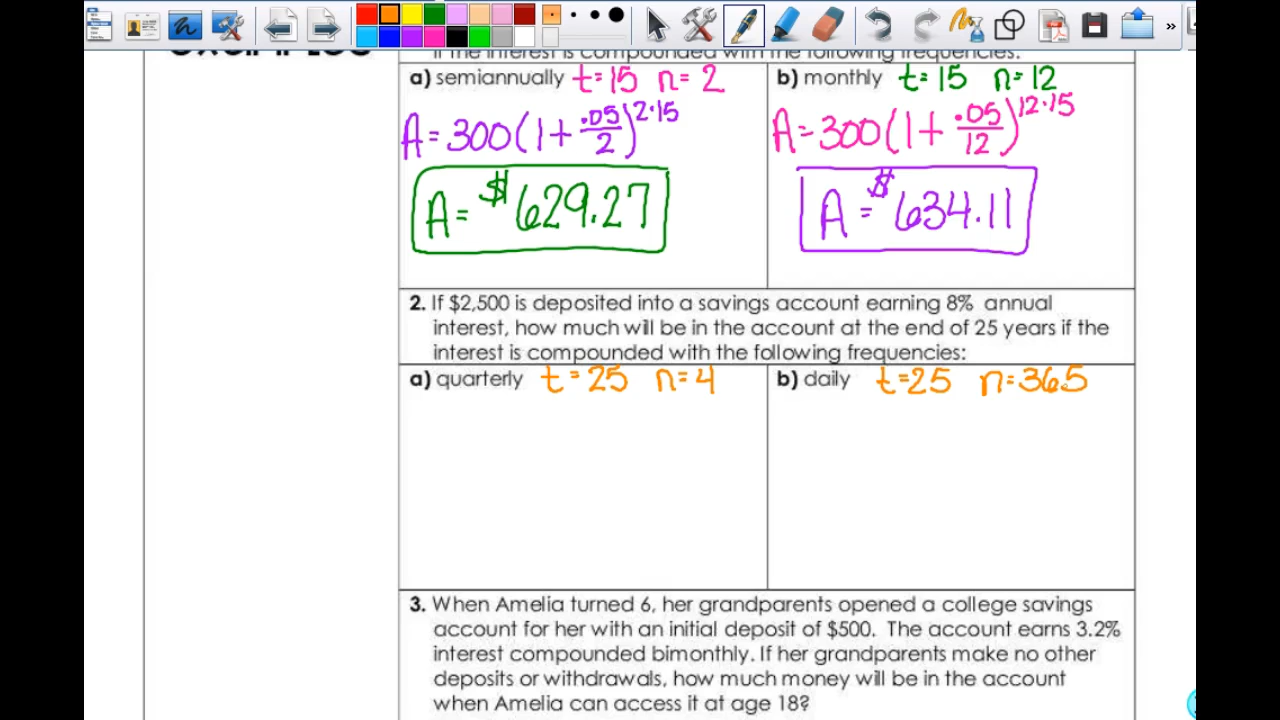 if the interest is compounded with the following frequencies.
a) semiannually t=15 n=2
A=300(1+.05/2)^2·15
A= $629.27
b) monthly t=15 n=12
A=300(1+.05/12)^12·15
A=$634.11
2. If $2,500 is deposited into a savings account earning 8% annual
interest, how much will be in the account at the end of 25 years if the
interest is compounded with the following frequencies:
a) quarterly t=25 n=4
b) daily t=25 n=365
3. When Amelia turned 6, her grandparents opened a college savings
account for her with an initial deposit of $500. The account earns 3.2%
interest compounded bimonthly. If her grandparents make no other
deposits or withdrawals, how much money will be in the account
when Amelia can access it at age 18?